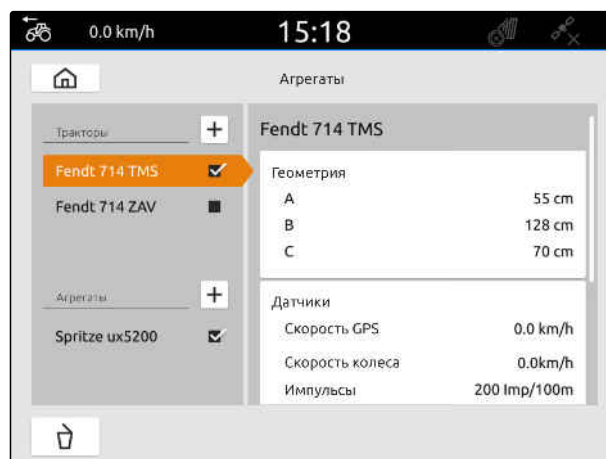 0.0 km/h
15:18
Агрегаты
Тракторы
Fendt 714 TMS
Fendt 714 ZAV
Агрегаты
Spritze ux5200
Fendt 714 TMS
Геометрия
A 55 cm
B 128 cm
C 70 cm
Датчики
Скорость GPS 0.0 km/h
Скорость колеса 0.0km/h
Импульсы 200 Imp/100m